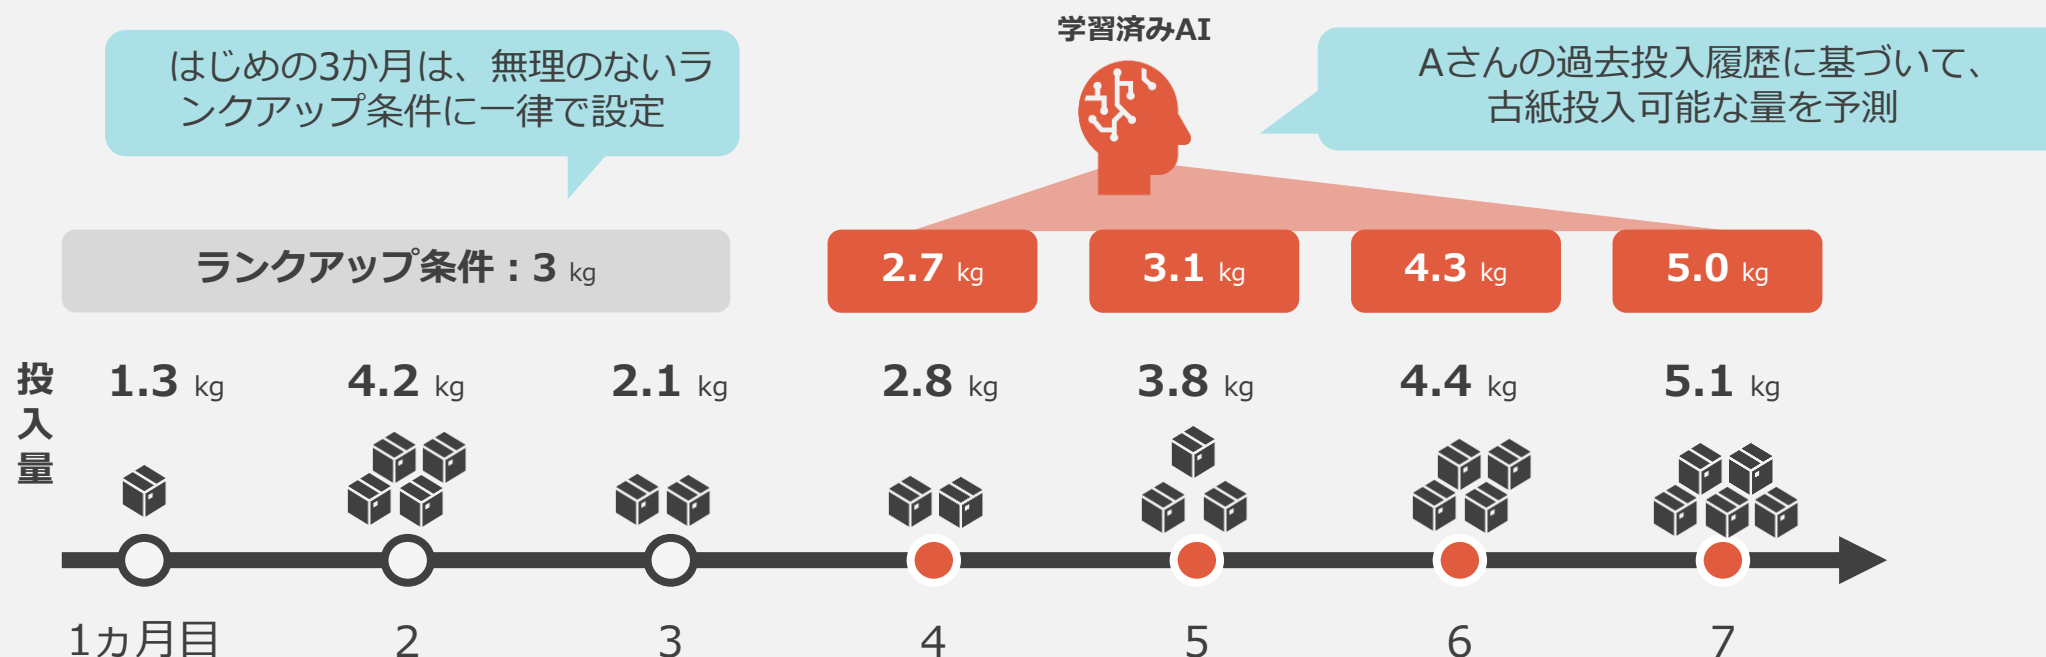 学習済みAI
はじめの3か月は、無理のないラ
ンクアップ条件に一律で設定
Aさんの過去投入履歴に基づいて、
古紙投入可能な量を予測
ランクアップ条件：3 kg
2.7 kg
3.1 kg
4.3 kg
5.0 kg
投入量
1.3 kg
4.2 kg
2.1 kg
2.8 kg
3.8 kg
4.4 kg
5.1 kg
1ヵ月目
2
3
4
5
6
7